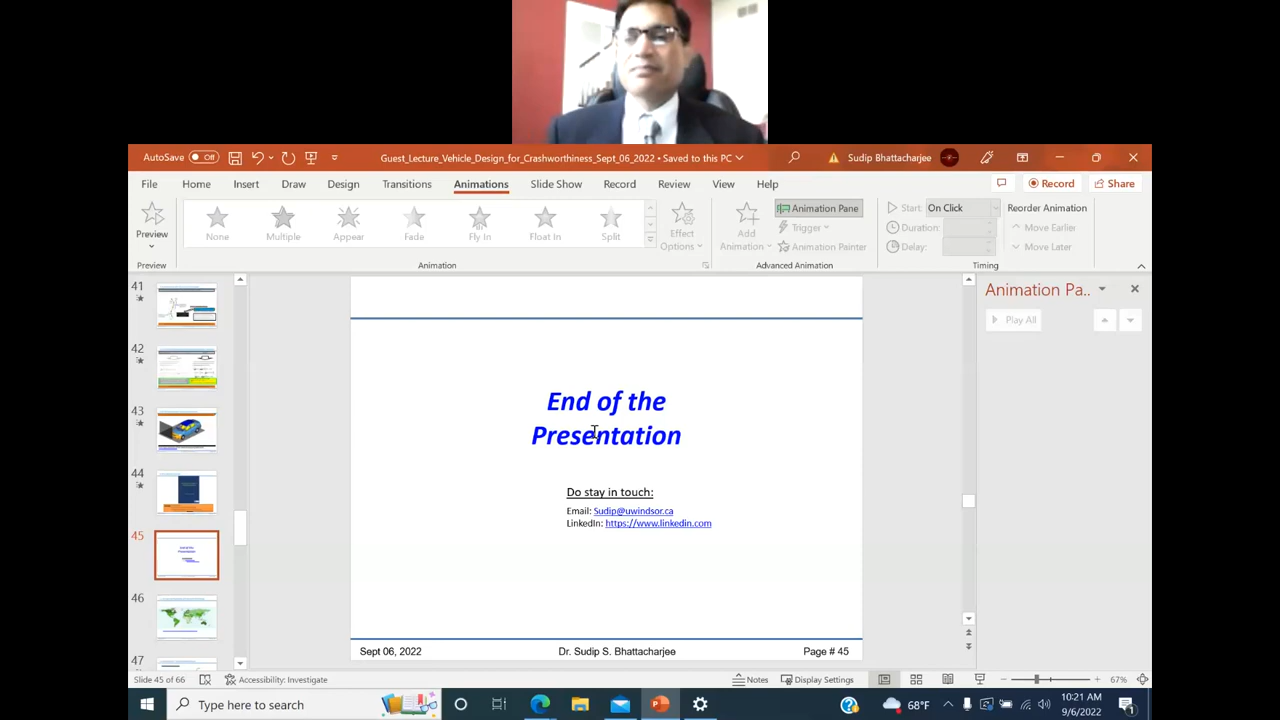 AutoSave Off
Guest_Lecture_Vehicle_Design_for_Crashworthiness_Sept_06_2022 • Saved to this PC
Sudip Bhattacharjee
File Home Insert Draw Design Transitions Animations Slide Show Record Review View Help
Record Share
Preview
None Multiple Appear Fade Fly In Float In Split
Effect Options
Add Animation
Animation Pane
Trigger
Animation Painter
Start: On Click
Duration:
Delay:
Reorder Animation
Move Earlier
Move Later
Preview Animation Advanced Animation Timing
41
42
43
44
45
46
47
End of the
Presentation
Do stay in touch:
Email: Sudip@uwindsor.ca
LinkedIn: https://www.linkedin.com
Sept 06, 2022 Dr. Sudip S. Bhattacharjee Page # 45
Animation Pa..
Play All
Slide 45 of 66 Accessibility: Investigate Notes Display Settings 67%
Type here to search
68°F
10:21 AM
9/6/2022
1